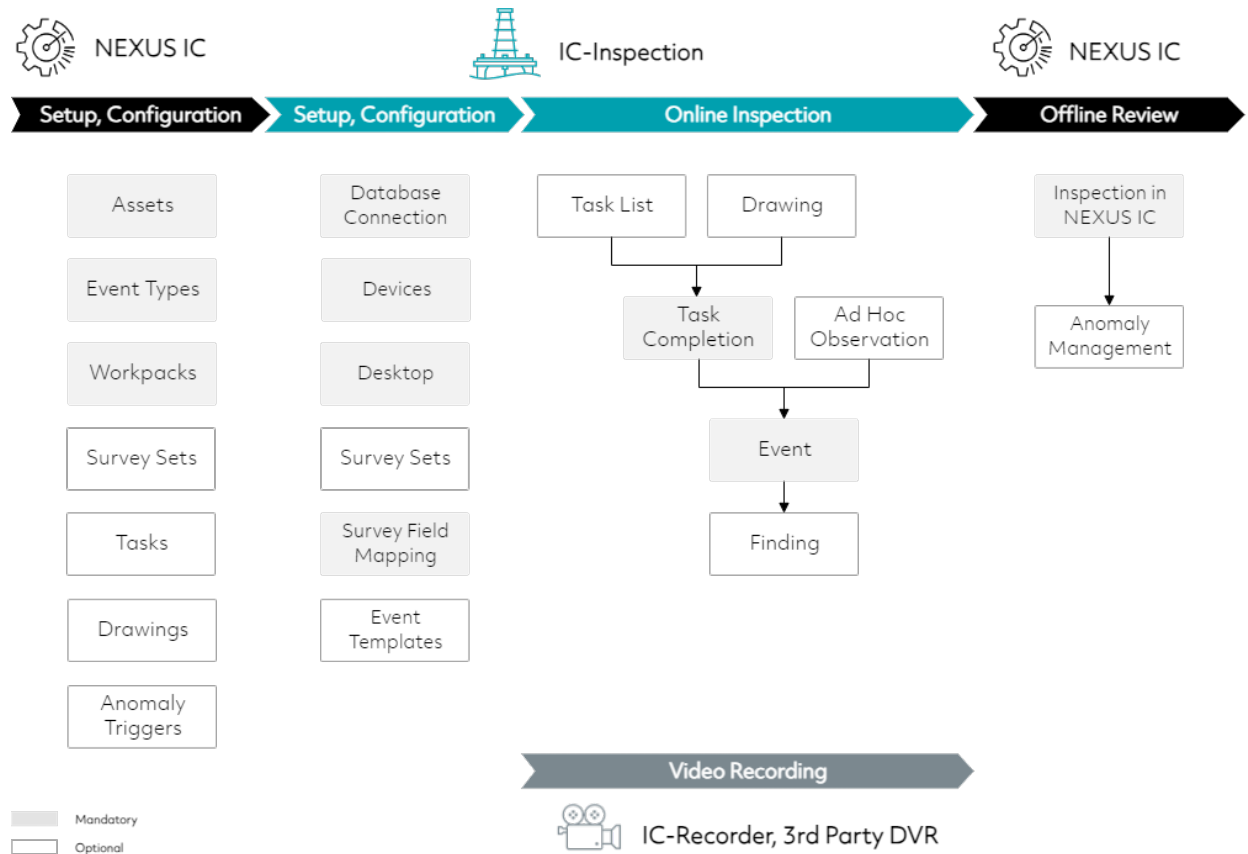 NEXUS IC
IC-Inspection
NEXUS IC
Setup, Configuration
Setup, Configuration
Online Inspection
Offline Review
Assets
Event Types
Workpacks
Survey Sets
Tasks
Drawings
Anomaly
Triggers
Database
Connection
Devices
Desktop
Survey Sets
Survey Field
Mapping
Event
Templates
Task List
Drawing
Task
Completion
Ad Hoc
Observation
Event
Finding
Inspection in
NEXUS IC
Anomaly
Management
Video Recording
IC-Recorder, 3rd Party DVR
Mandatory
Optional